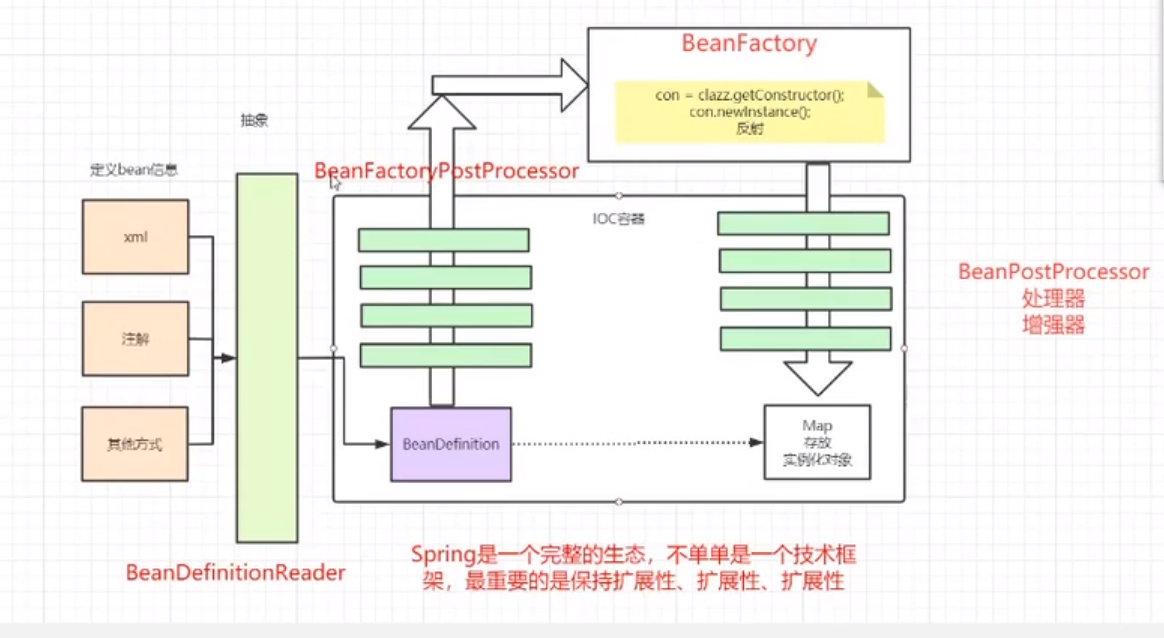 BeanFactory
con = clazz.getConstructor();
con.newInstance();
反射
抽象
定义bean信息
BeanFactoryPostProcessor
xml
IOC容器
注解
BeanPostProcessor
处理器
增强器
其他方式
BeanDefinition
Map
存放
实例化对象
BeanDefinitionReader
Spring是一个完整的生态，不单单是一个技术框
架，最重要的是保持扩展性、扩展性、扩展性